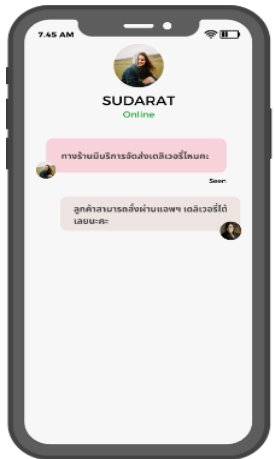 7.45 AM
SUDARAT
Online
ทางร้านมีบริการจัดส่งเดลิเวอรี่ไหมคะ
Seen
ลูกค้าสามารถสั่งผ่านแอพฯ เดลิเวอรี่ได้
เลยนะคะ